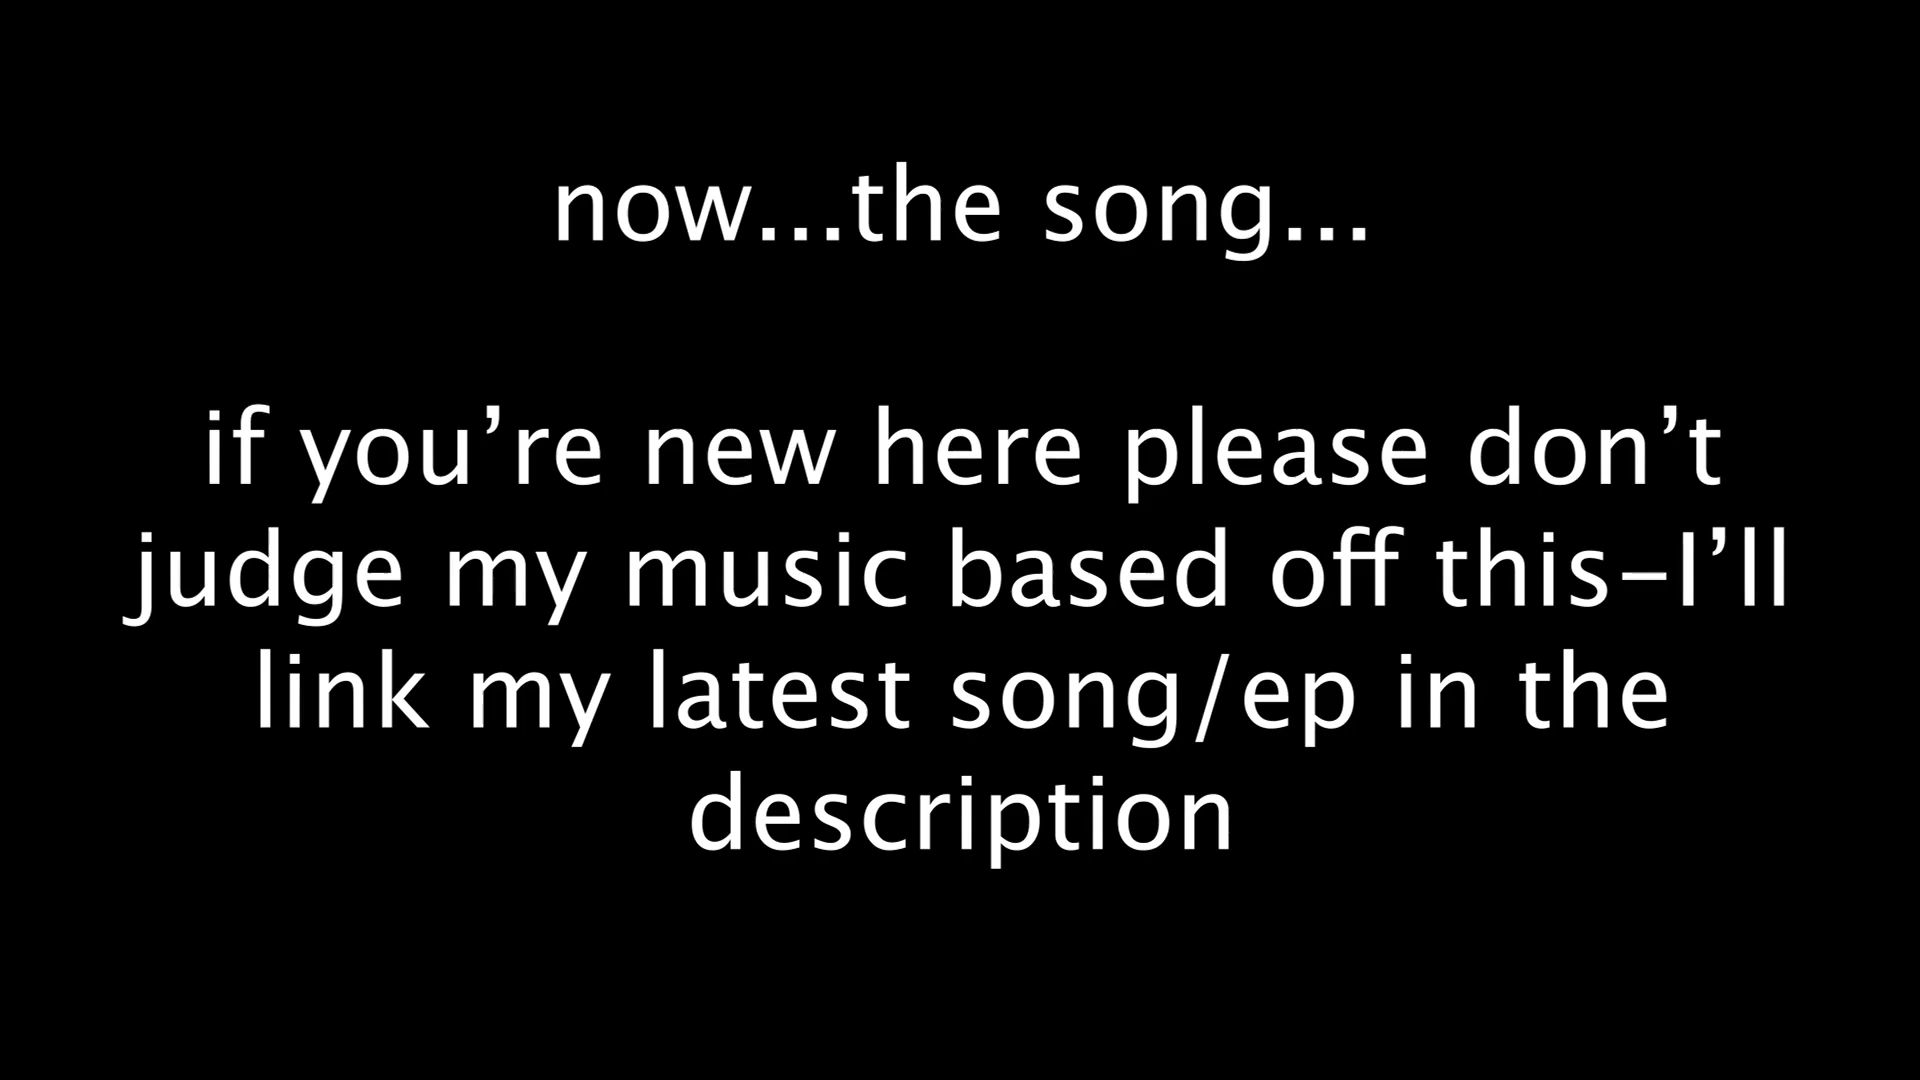 now...the song...
if you’re new here please don’t
judge my music based off this-I’ll
link my latest song/ep in the
description